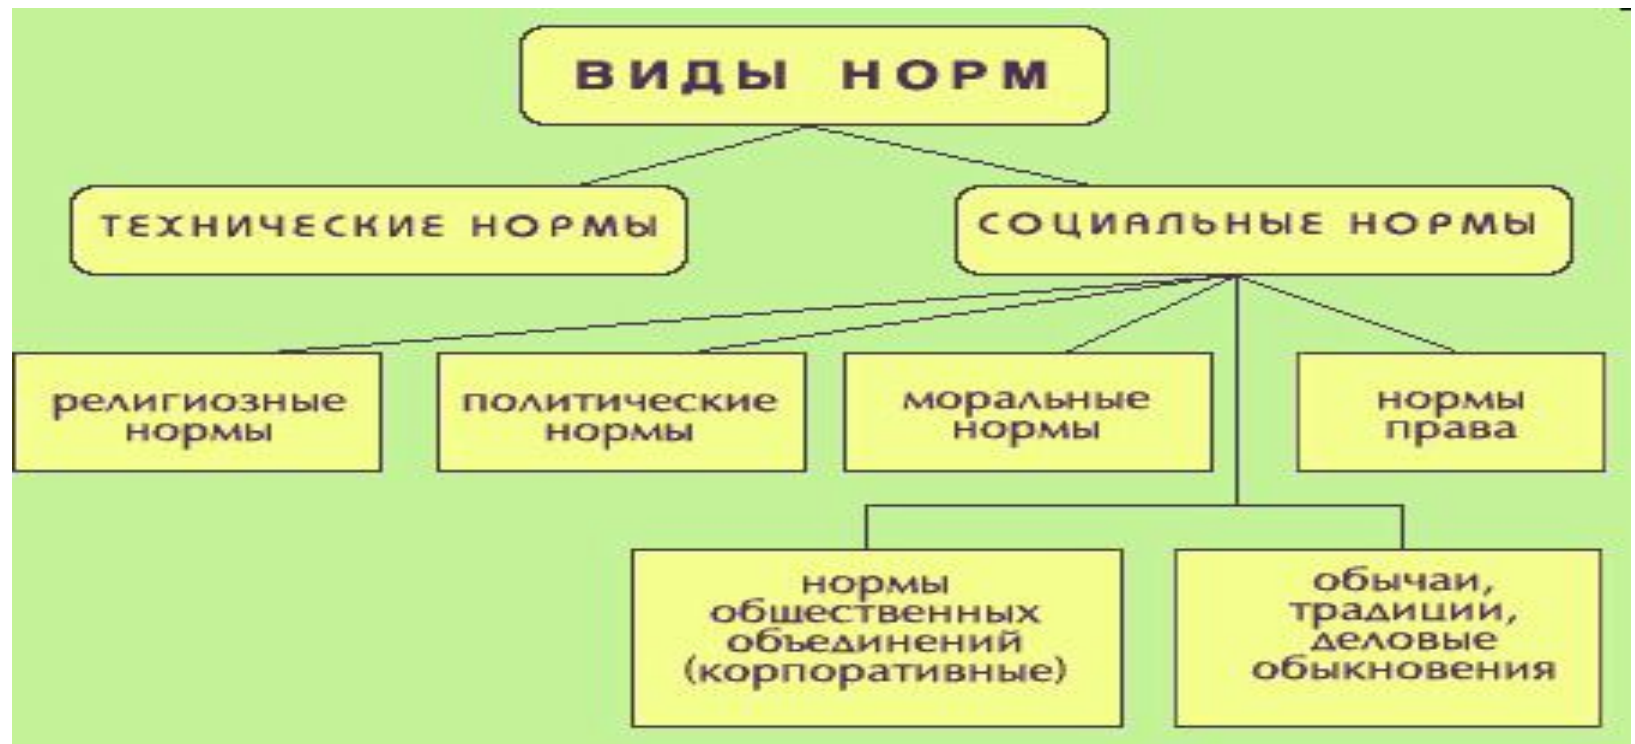 ВИДЫ НОРМ
ТЕХНИЧЕСКИЕ НОРМЫ
СОЦИАЛЬНЫЕ НОРМЫ
религиозные
нормы
политические
нормы
моральные
нормы
нормы
права
нормы
общественных
объединений
(корпоративные)
обычаи,
традиции,
деловые
обыкновения